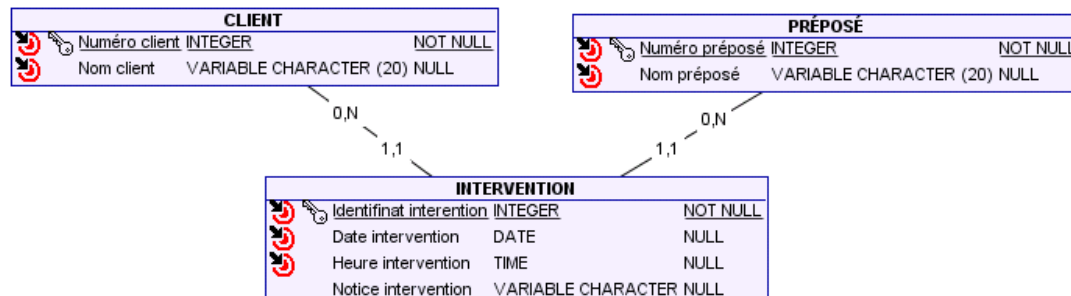 CLIENT
Numéro client INTEGER NOT NULL
Nom client VARIABLE CHARACTER (20) NULL
PRÉPOSÉ
Numéro préposé INTEGER NOT NULL
Nom préposé VARIABLE CHARACTER (20) NULL
0,N
0,N
1,1
1,1
INTERVENTION
Identifinat interention INTEGER NOT NULL
Date intervention DATE NULL
Heure intervention TIME NULL
Notice intervention VARIABLE CHARACTER NULL